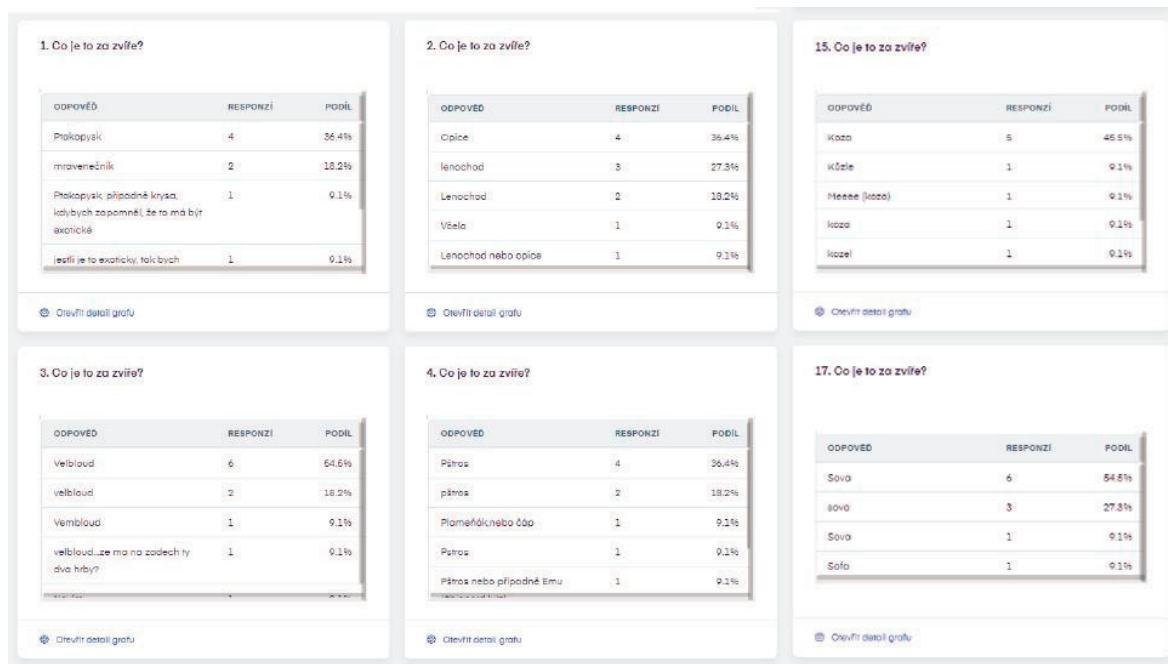 1. Co je to za zvíře?
ODPOVĚĎ RESPONZÍ PODÍL
Ptakopysk 4 36.4%
mravenečník 2 18.2%
Ptakopysk, případně krysa, 1 9.1%
kdybych zapomněl, že to má být
exotické
jestli je to exoticky, tak bych 1 9.1%
Otevřít detail grafu
2. Co je to za zvíře?
ODPOVĚĎ RESPONZÍ PODÍL
Opice 4 36.4%
lenochod 3 27.3%
Lenochod 2 18.2%
Včela 1 9.1%
Lenochod nebo opice 1 9.1%
Otevřít detail grafu
15. Co je to za zvíře?
ODPOVĚĎ RESPONZÍ PODÍL
Koza 5 45.5%
Kůzle 1 9.1%
Meeee (koza) 1 9.1%
koza 1 9.1%
kozel 1 9.1%
Otevřít detail grafu
3. Co je to za zvíře?
ODPOVĚĎ RESPONZÍ PODÍL
Velbloud 6 54.5%
velbloud 2 18.2%
Vembloud 1 9.1%
velbloud...ze ma na zadech ty 1 9.1%
dva hrby?
Otevřít detail grafu
4. Co je to za zvíře?
ODPOVĚĎ RESPONZÍ PODÍL
Pštros 4 36.4%
pštros 2 18.2%
Plameňák,nebo čáp 1 9.1%
Pstros 1 9.1%
Pštros nebo případně Emu 1 9.1%
Otevřít detail grafu
17. Co je to za zvíře?
ODPOVĚĎ RESPONZÍ PODÍL
Sova 6 54.5%
sova 3 27.3%
Sova 1 9.1%
Sofa 1 9.1%
Otevřít detail grafu